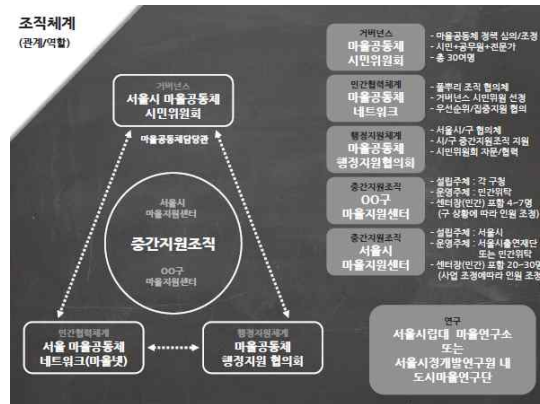 조직체계
(관계/역할)
거버넌스
서울시 마을공동체
시민위원회
마을공동체담당관
서울시
마을지원센터
중간지원조직
OO구
마을지원센터
민간협력체계
서울 마을공동체
네트워크(마을넷)
행정지원체계
마을공동체
행정지원 협의회
거버넌스
마을공동체
시민위원회
- 마을공동체 정책 심의/조정
- 시민+공무원+전문가
- 총 30여명
민간협력체계
마을공동체
네트워크
- 풀뿌리 조직 협의체
- 거버넌스 시민위원 선정
- 우선순위/집중지원 협의
행정지원체계
마을공동체
행정지원협의회
- 서울시/구 협의체
- 시/구 중간지원조직 지원
- 시민위원회 자문/협력
중간지원조직
OO구
마을지원센터
- 설립주체 : 각 구청
- 운영주체 : 민간위탁
- 센터장(민간) 포함 4~7명
(구 상황에 따라 인원 조정)
중간지원조직
서울시
마을지원센터
- 설립주체 : 서울시
- 운영주체 : 서울시출연재단
또는 민간위탁
- 센터장(민간) 포함 20~30명
(사업 조정에따라 인원 조정)
연구
서울시립대 마을연구소
또는
서울시정개발연구원 내
도시마을연구단